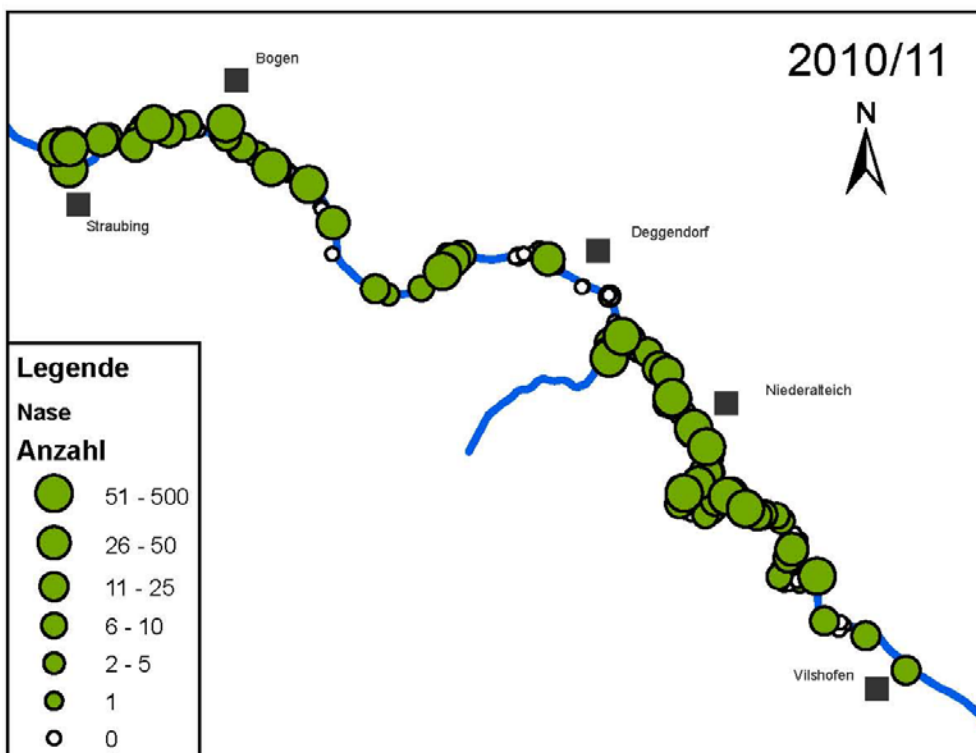 2010/11
N
Bogen
Straubing
Deggendorf
Niederalteich
Vilshofen
Legende
Nase
Anzahl
51 - 500
26 - 50
11 - 25
6 - 10
2 - 5
1
0